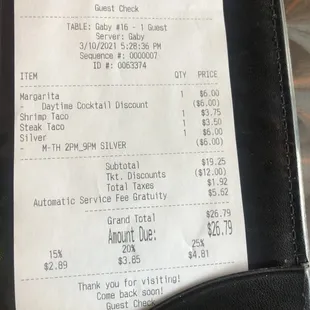 Guest Check
TABLE: Gaby #16 - 1 Guest
Server: Gaby
3/10/2021 5:28:36 PM
Sequence #: 0000007
ID #: 0063374
ITEM QTY PRICE
Margarita 1 $6.00
- Daytime Cocktail Discount ($6.00)
Shrimp Taco 1 $3.75
Steak Taco 1 $3.50
Silver 1 $6.00
- M-TH 2PM_9PM SILVER ($6.00)
Subtotal $19.25
Tkt. Discounts ($12.00)
Total Taxes $1.92
Automatic Service Fee Gratuity $5.62
Grand Total $26.79
Amount Due: $26.79
15% 20% 25%
$2.89 $3.85 $4.81
Thank you for visiting!
Come back soon!
Guest Check